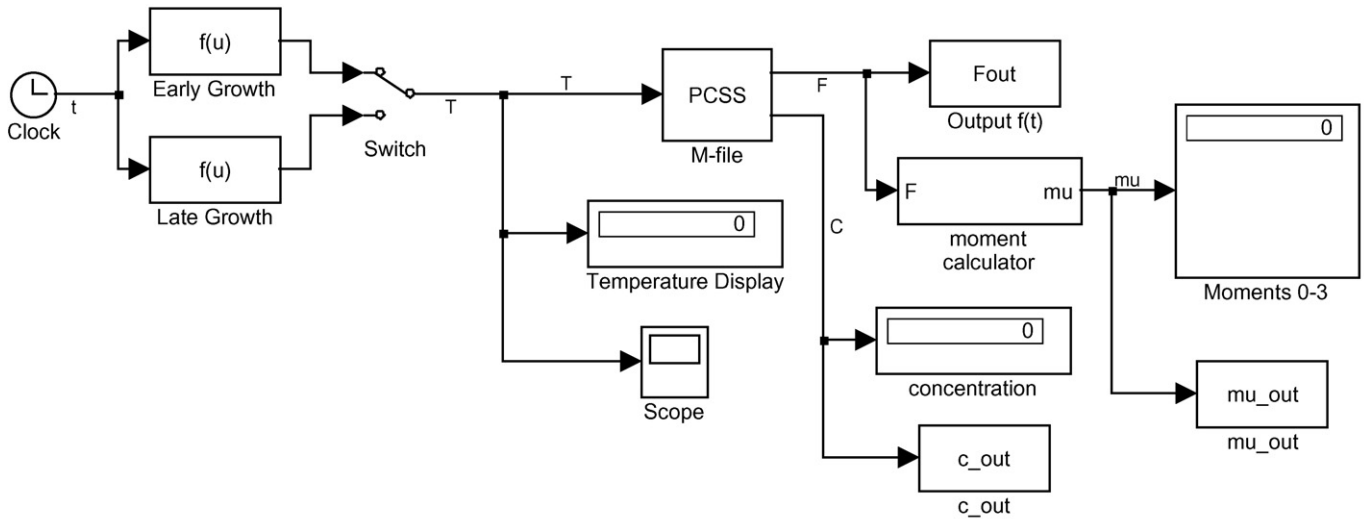 f(u)
Early Growth
t
Clock
f(u)
Late Growth
Switch
T
T
PCSS
M-file
F
Fout
Output f(t)
F
mu
moment
calculator
mu
0
Moments 0-3
C
0
Temperature Display
0
concentration
Scope
mu_out
mu_out
c_out
c_out